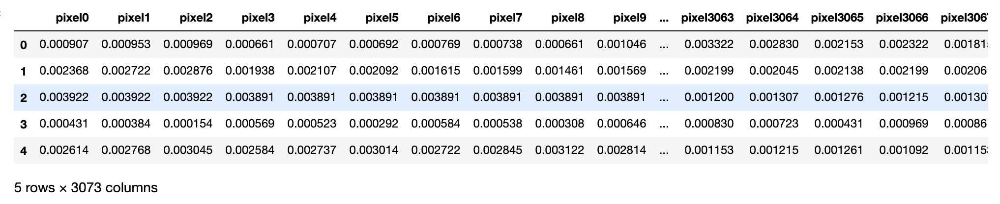 pixel0 pixel1 pixel2 pixel3 pixel4 pixel5 pixel6 pixel7 pixel8 pixel9 ... pixel3063 pixel3064 pixel3065 pixel3066
0 0.000907 0.000953 0.000969 0.000661 0.000707 0.000692 0.000769 0.000738 0.000661 0.001046 ... 0.003322 0.002830 0.002153 0.002322 0.00181
1 0.002368 0.002722 0.002876 0.001938 0.002107 0.002092 0.001615 0.001599 0.001461 0.001569 ... 0.002199 0.002045 0.002138 0.002199 0.00206
2 0.003922 0.003922 0.003922 0.003891 0.003891 0.003891 0.003891 0.003891 0.003891 0.003891 ... 0.001200 0.001307 0.001276 0.001215 0.00130
3 0.000431 0.000384 0.000154 0.000569 0.000523 0.000292 0.000584 0.000538 0.000308 0.000646 ... 0.000830 0.000723 0.000431 0.000969 0.00086
4 0.002614 0.002768 0.003045 0.002584 0.002737 0.003014 0.002722 0.002845 0.003122 0.002814 ... 0.001153 0.001215 0.001261 0.001092 0.00115
5 rows × 3073 columns